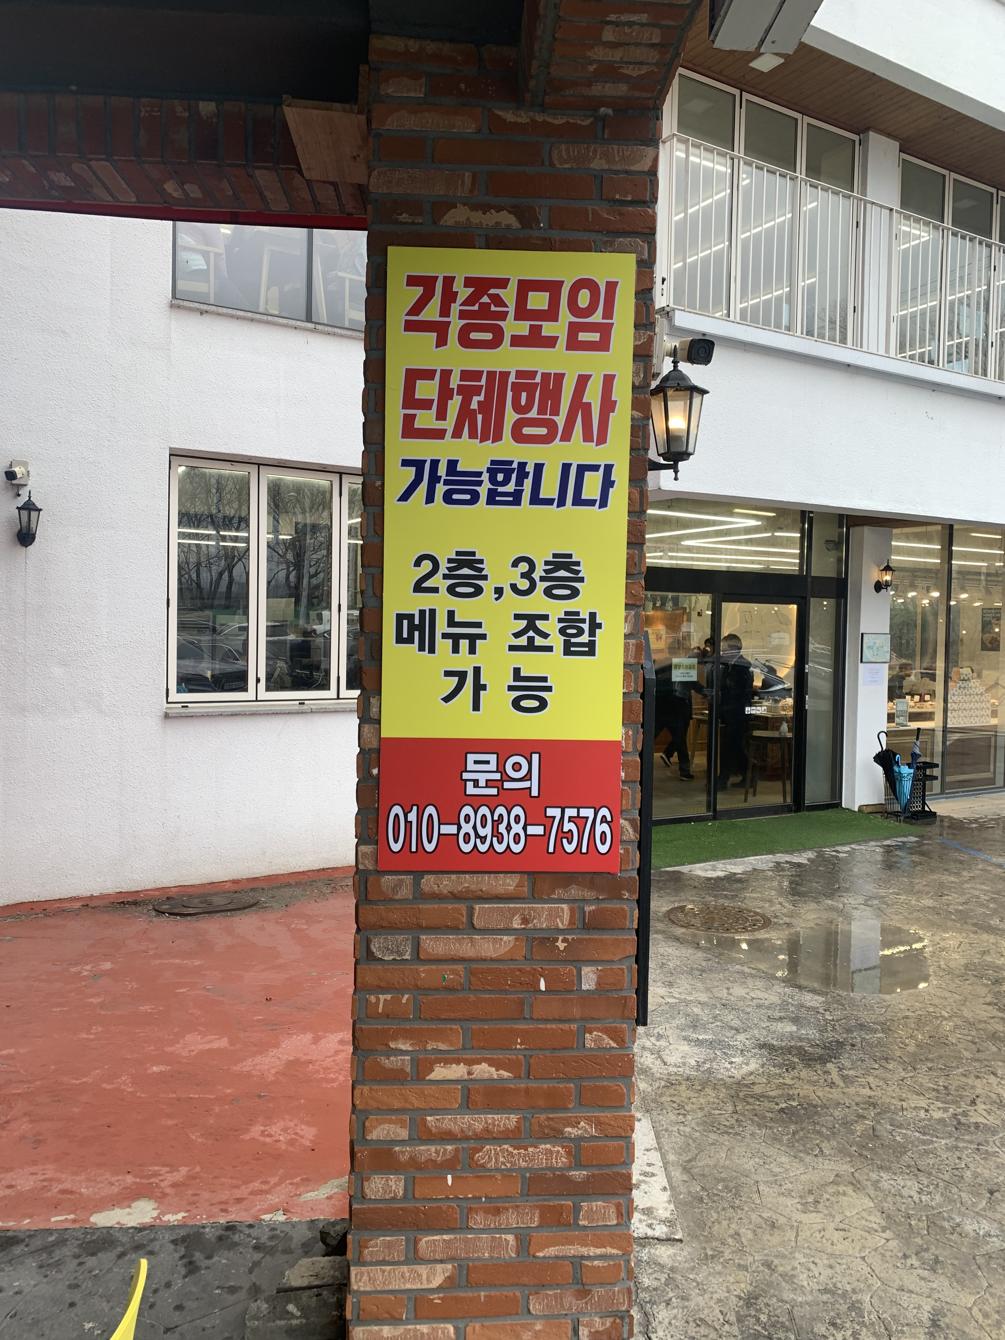 각종모임
단체행사
가능합니다
2층,3층
메뉴 조합
가 능
문의
010-8938-7576